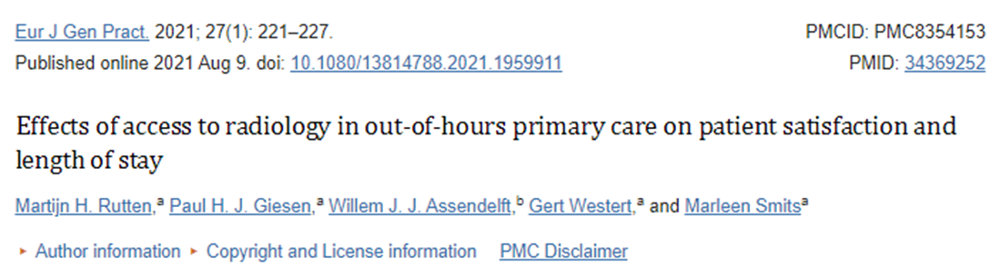 Eur J Gen Pract. 2021; 27(1): 221–227. PMCID: PMC8354153
Published online 2021 Aug 9. doi: 10.1080/13814788.2021.1959911 PMID: 34369252
Effects of access to radiology in out-of-hours primary care on patient satisfaction and
length of stay
Martijn H. Rutten,a Paul H. J. Giesen,a Willem J. J. Assendelft,b Gert Westert,a and Marleen Smitsa
▸ Author information ▸ Copyright and License information PMC Disclaimer